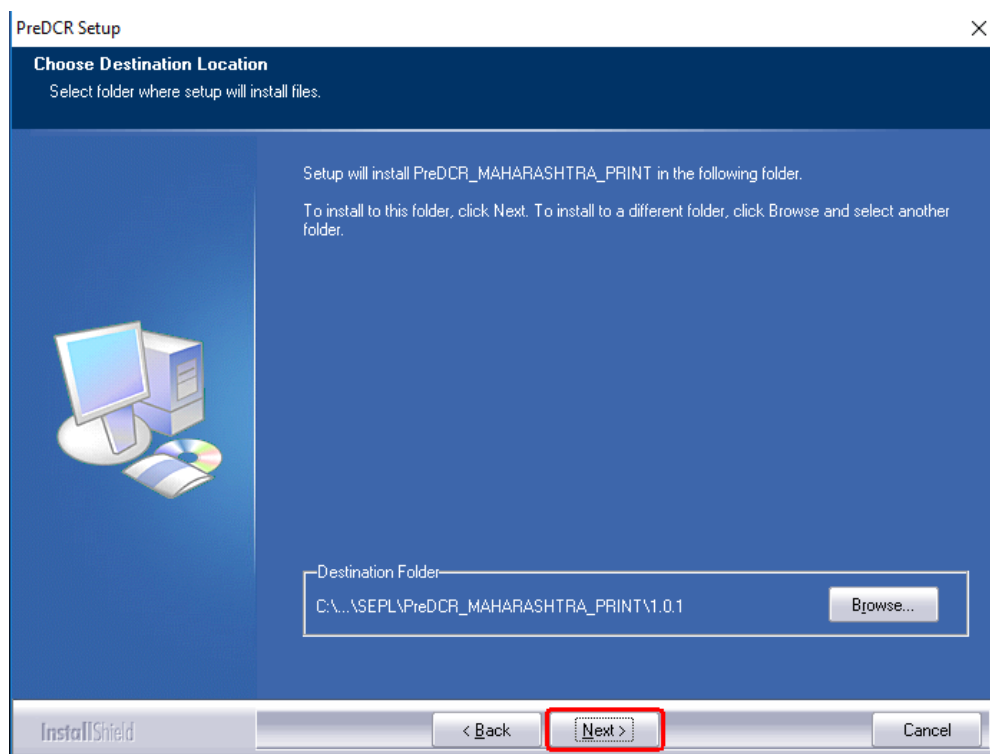 PreDCR Setup
Choose Destination Location
Select folder where setup will install files.
Setup will install PreDCR_MAHARASHTRA_PRINT in the following folder.
To install to this folder, click Next. To install to a different folder, click Browse and select another
folder.
Destination Folder
C:\...\SEPL\PreDCR_MAHARASHTRA_PRINT\1.0.1
Browse...
InstallShield
< Back
Next >
Cancel